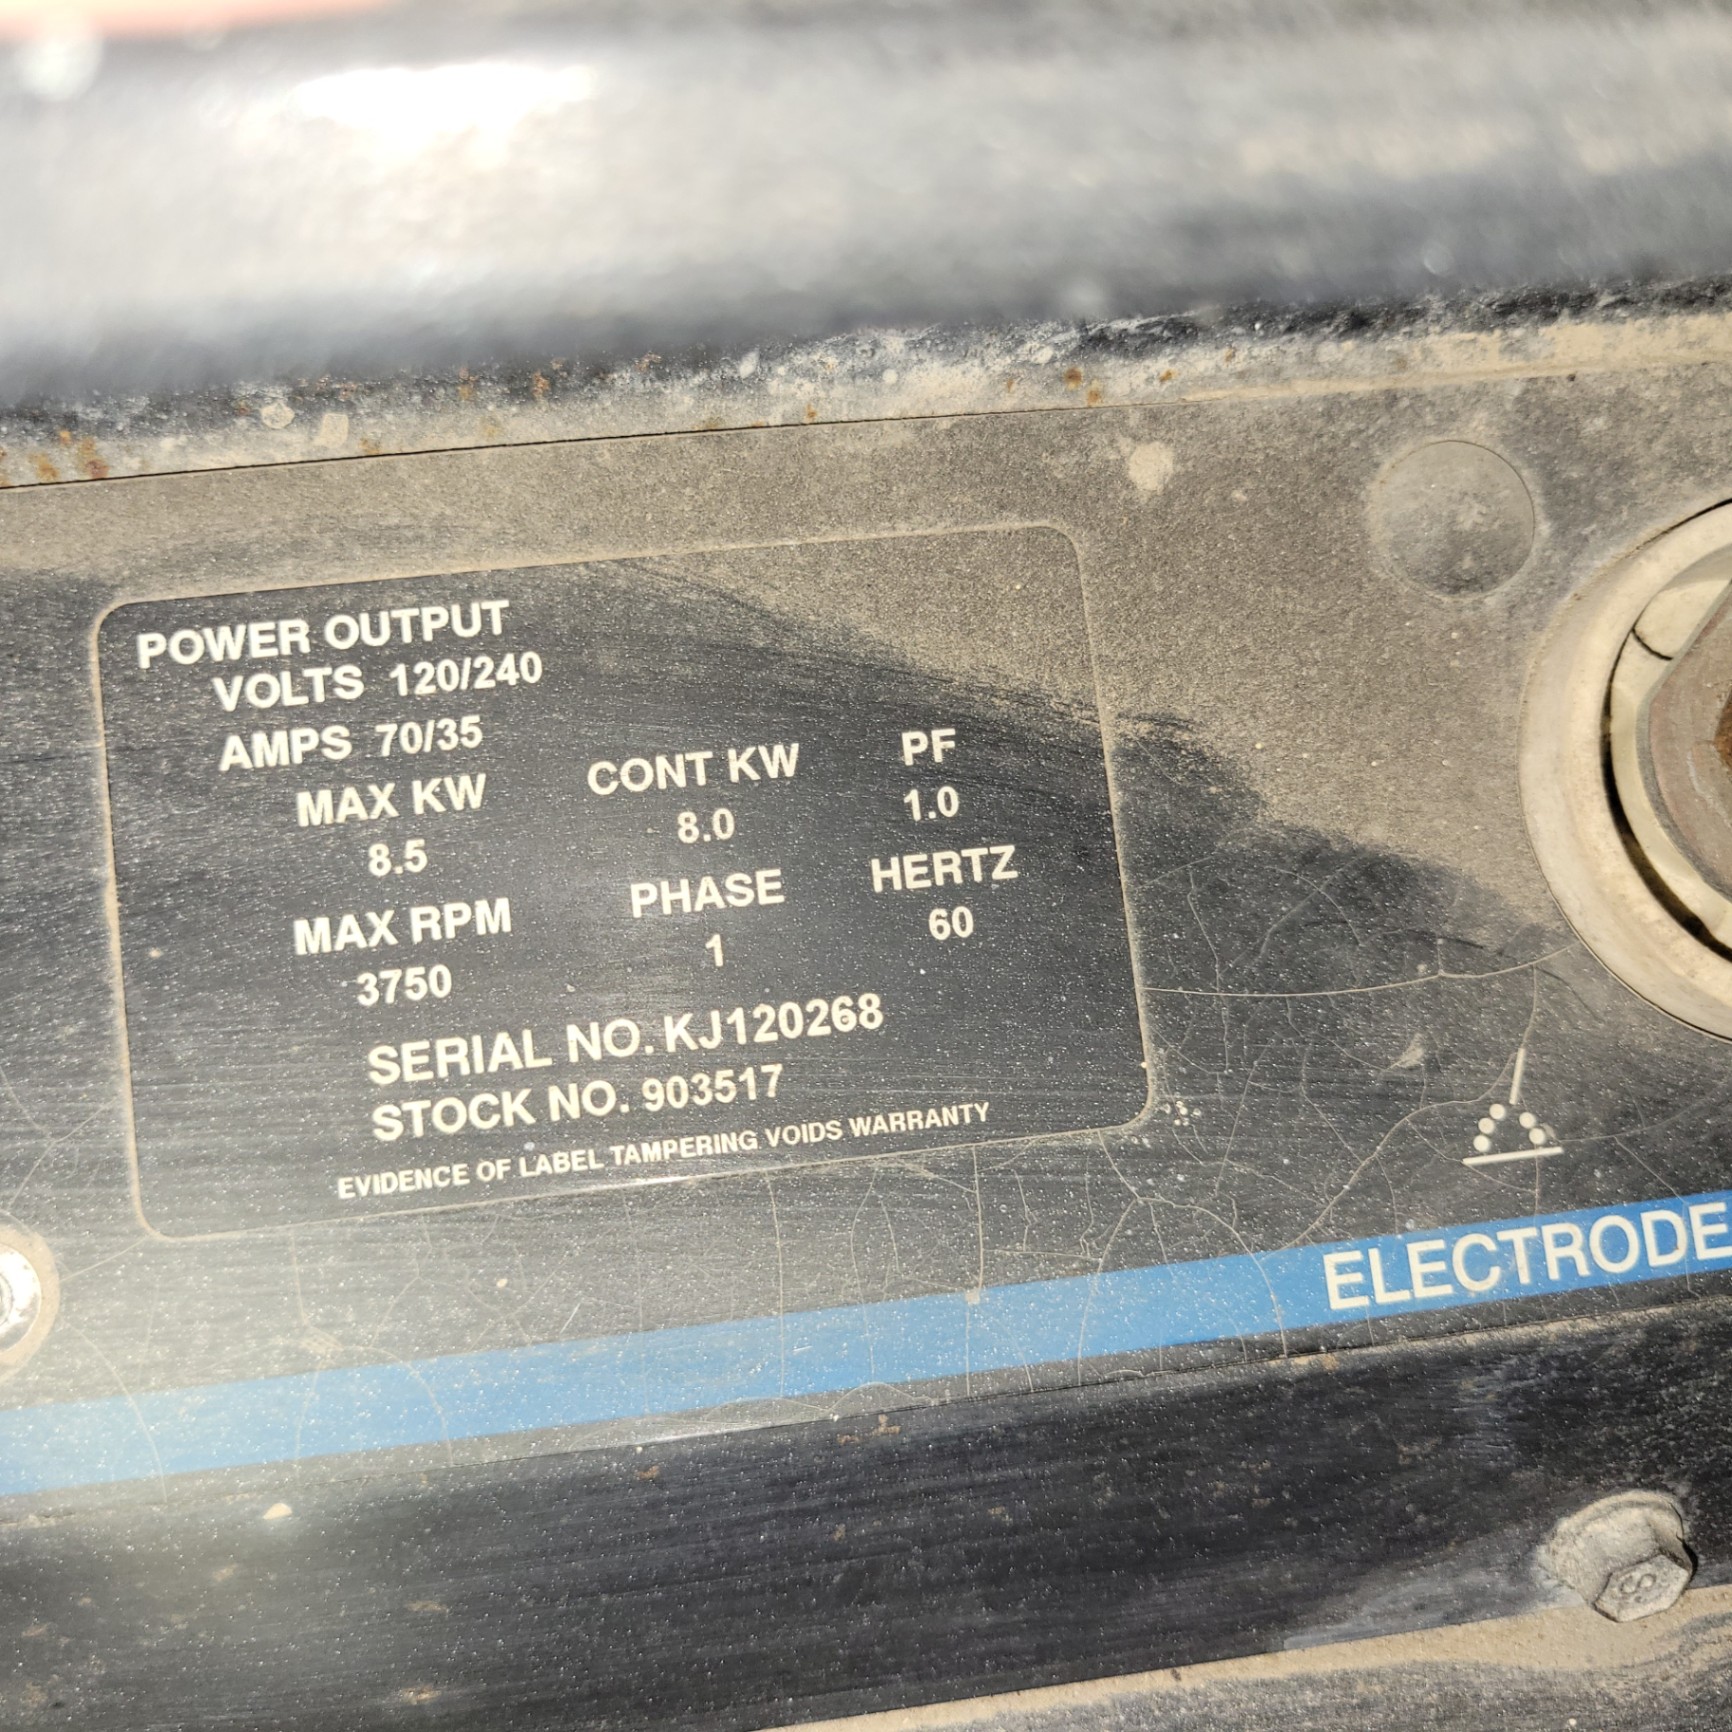 POWER OUTPUT
VOLTS 120/240
AMPS 70/35
MAX KW CONT KW PF
8.5 8.0 1.0
MAX RPM PHASE HERTZ
3750 1 60
SERIAL NO. KJ120268
STOCK NO. 903517
EVIDENCE OF LABEL TAMPERING VOIDS WARRANTY
ELECTRODE